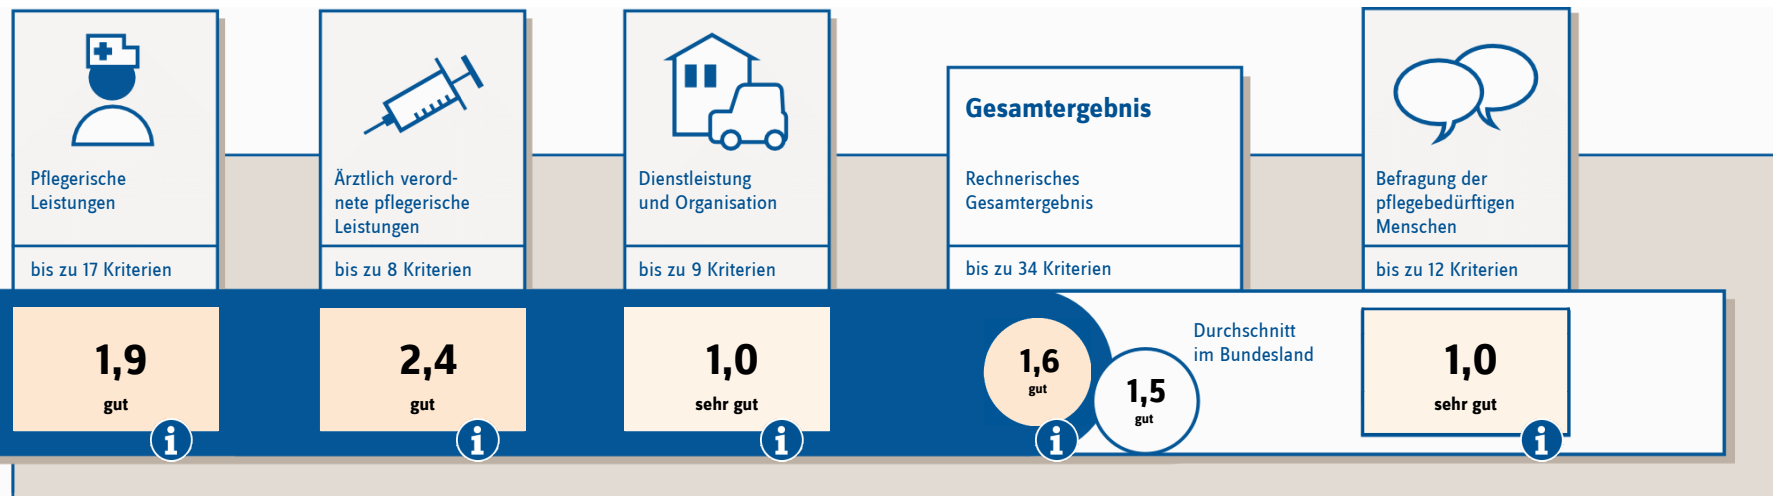 Pflegerische
Leistungen
bis zu 17 Kriterien
1,9
gut
i
Ärztlich verord-
nete pflegerische
Leistungen
bis zu 8 Kriterien
2,4
gut
i
Dienstleistung
und Organisation
bis zu 9 Kriterien
1,0
sehr gut
i
Gesamtergebnis
Rechnerisches
Gesamtergebnis
bis zu 34 Kriterien
1,6
gut
i
1,5
gut
Durchschnitt
im Bundesland
Befragung der
pflegebedürftigen
Menschen
bis zu 12 Kriterien
1,0
sehr gut
i